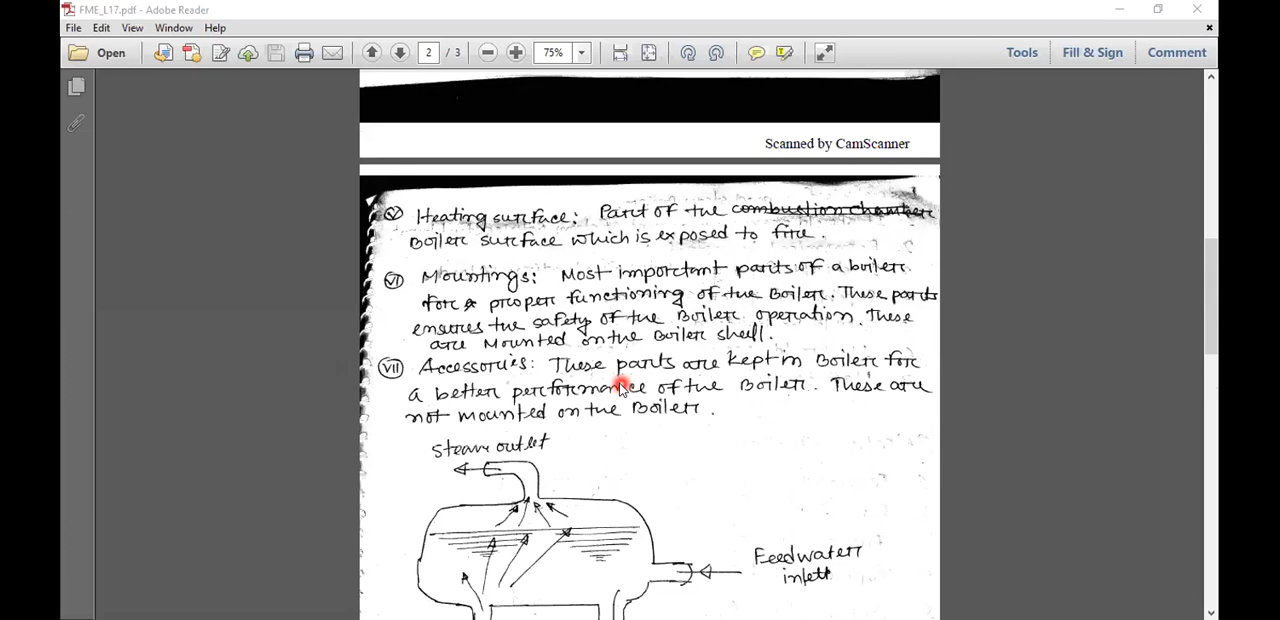 FME_L17.pdf - Adobe Reader
File Edit View Window Help
Open 2 / 3 75% Tools Fill & Sign Comment
Scanned by CamScanner
V Heating surface: Part of the combustion chamber
Boiler surface which is exposed to fire.
VI Mountings: Most important parts of a boiler
for proper functioning of the Boiler. These parts
ensures the safety of the Boiler operation. These
are Mounted on the Boiler shell.
VII Accessories: These parts are kept in Boiler for
a better performance of the Boiler. These are
not mounted on the Boiler.
Steam outlet
Feedwater
inlet